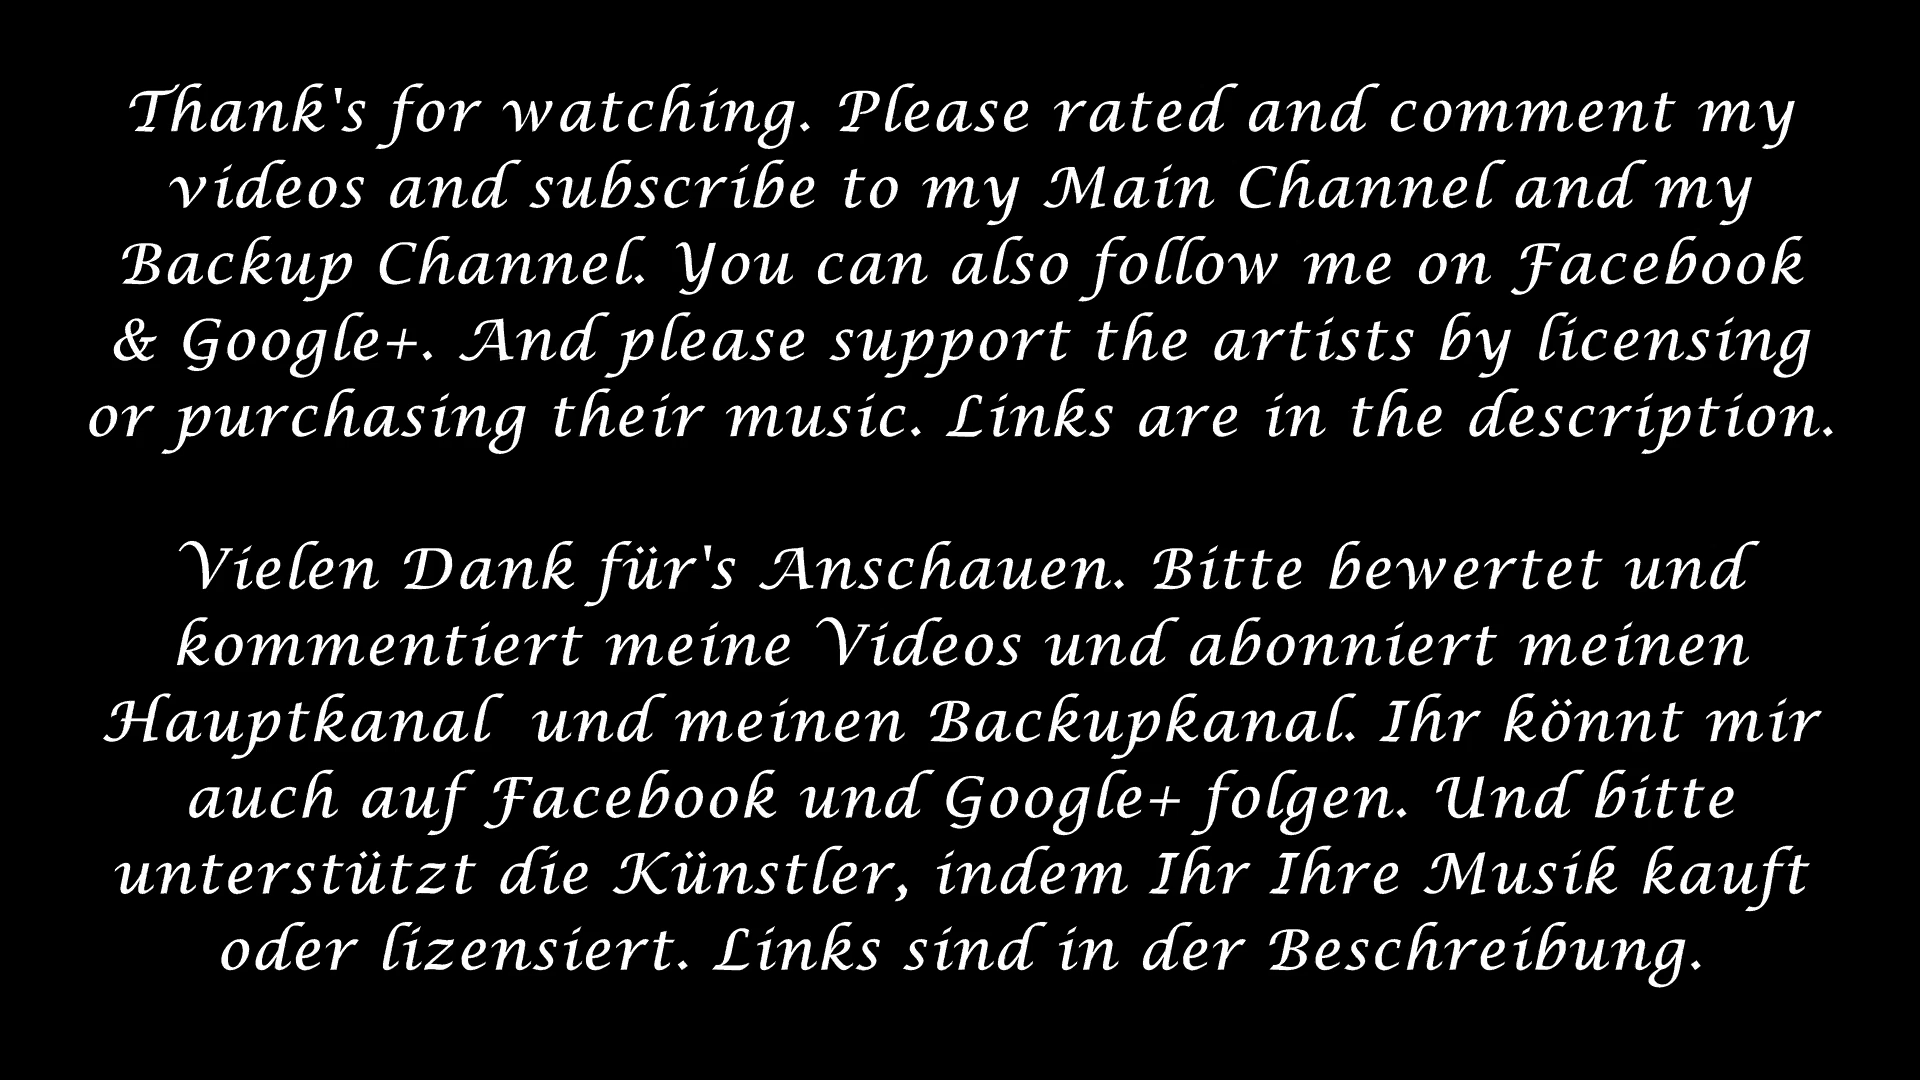 Thank's for watching. Please rated and comment my
videos and subscribe to my Main Channel and my
Backup Channel. You can also follow me on Facebook
& Google+. And please support the artists by licensing
or purchasing their music. Links are in the description.
Vielen Dank für's Anschauen. Bitte bewertet und
kommentiert meine Videos und abonniert meinen
Hauptkanal  und meinen Backupkanal. Ihr könnt mir
auch auf Facebook und Google+ folgen. Und bitte
unterstützt die Künstler, indem Ihr Ihre Musik kauft
oder lizensiert. Links sind in der Beschreibung.